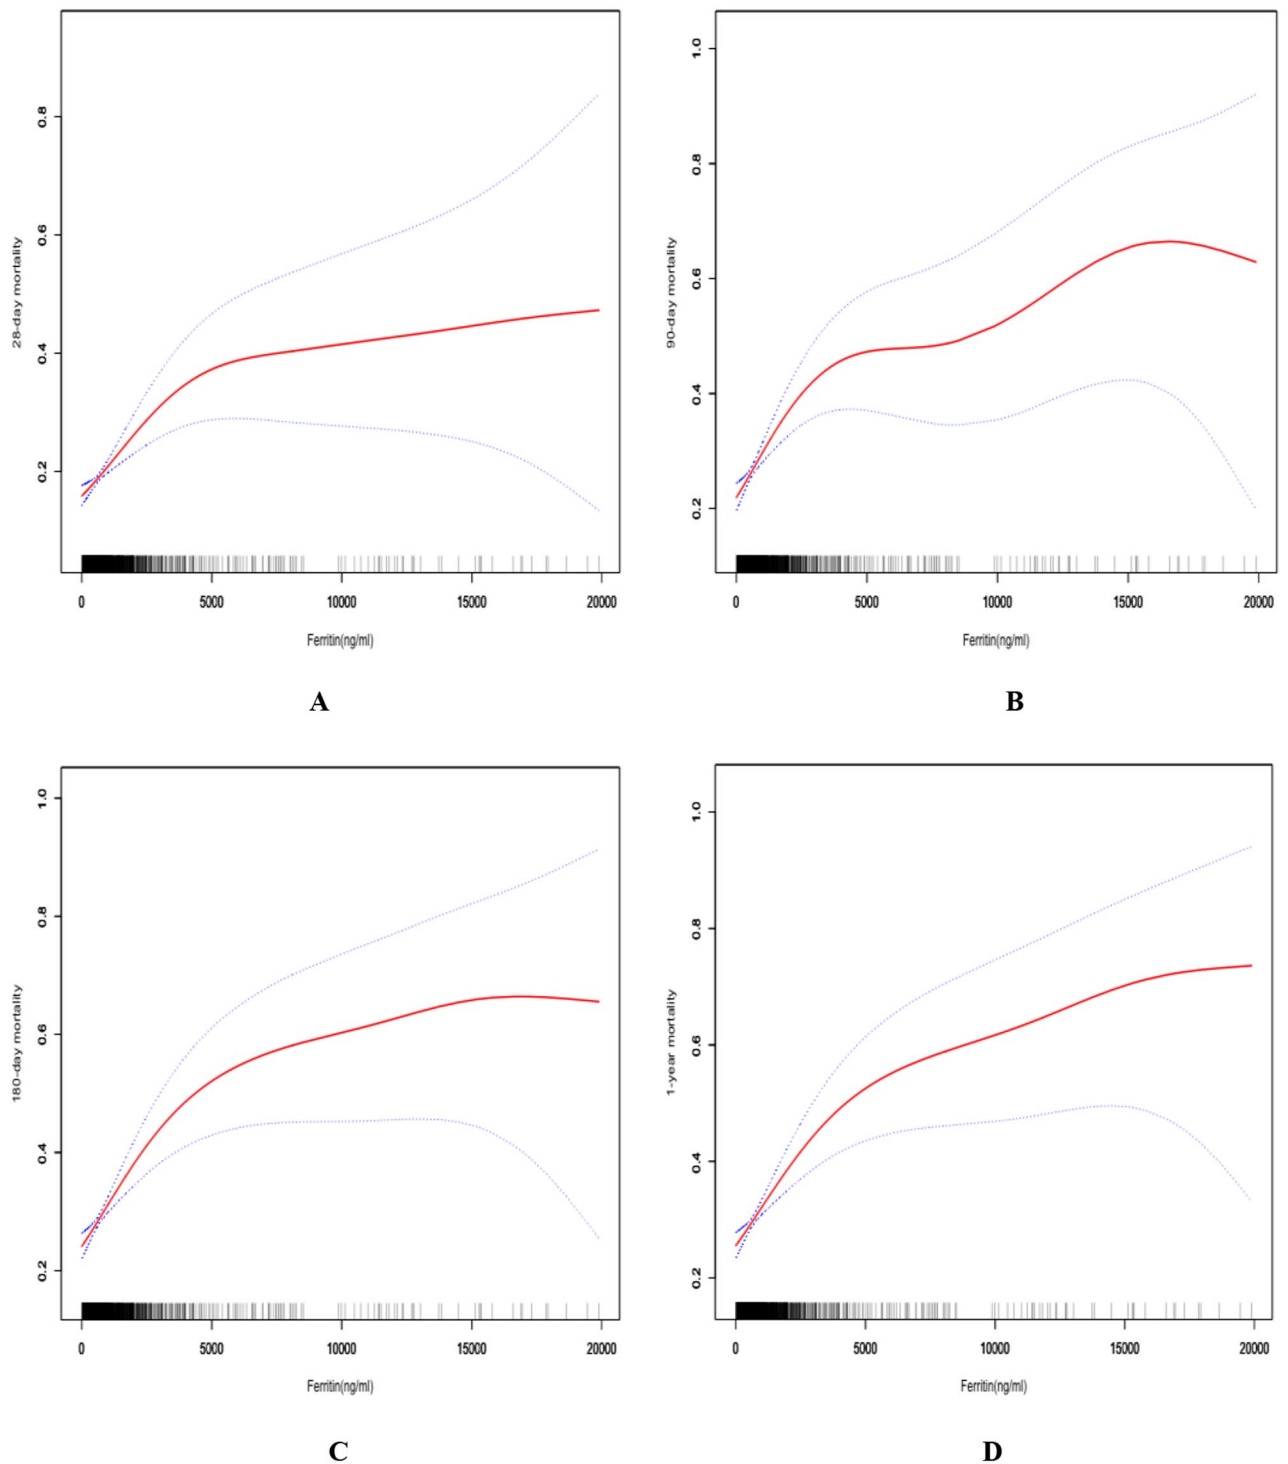 28-day mortality
0.8
0.6
0.4
0.2
0 5000 10000 15000 20000
Ferritin(ng/ml)
A
90-day mortality
1.0
0.8
0.6
0.4
0.2
0 5000 10000 15000 20000
Ferritin(ng/ml)
B
180-day mortality
1.0
0.8
0.6
0.4
0.2
0 5000 10000 15000 20000
Ferritin(ng/ml)
C
1-year mortality
1.0
0.8
0.6
0.4
0.2
0 5000 10000 15000 20000
Ferritin(ng/ml)
D